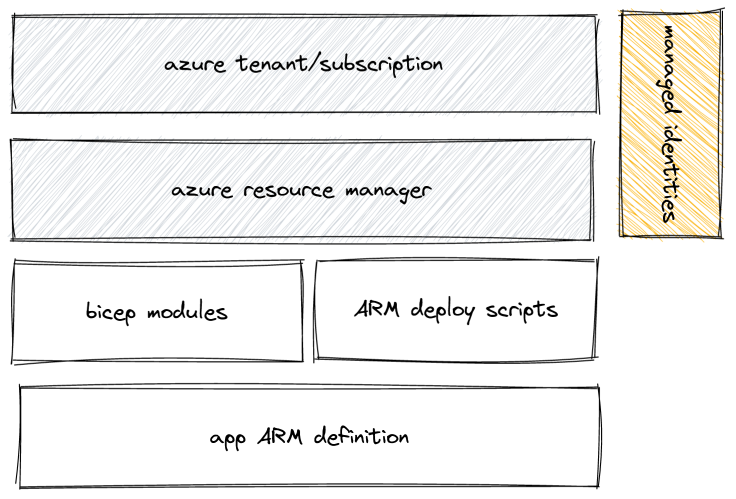 azure tenant/subscription
managed identities
azure resource manager
bicep modules
ARM deploy scripts
app ARM definition